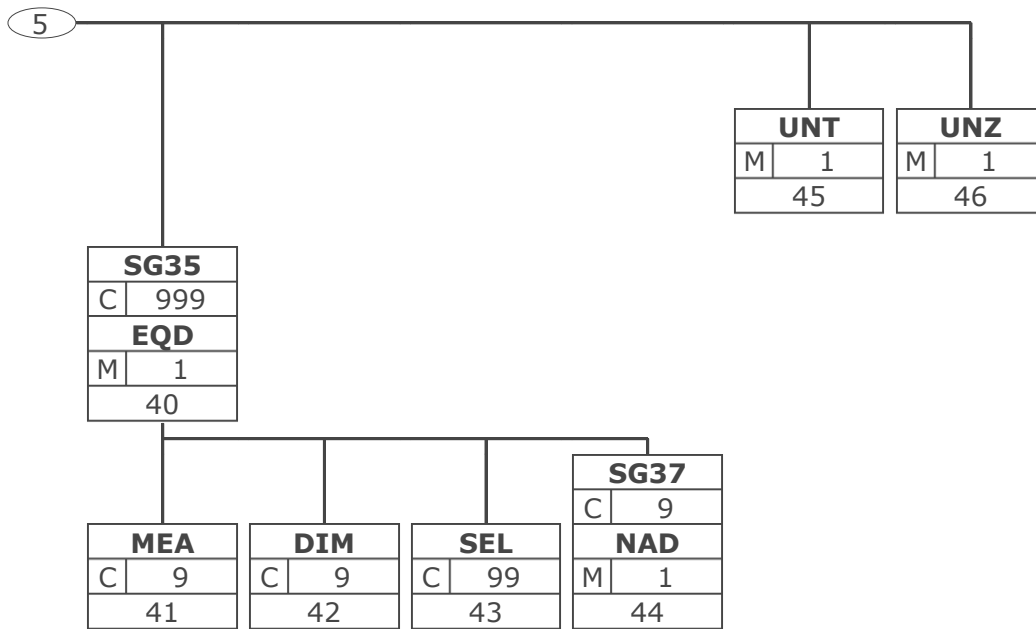 5
UNT UNZ
M 1 M 1
45 46
SG35
C 999
EQD
M 1
40
SG37
C 9
MEA DIM SEL NAD
C 9 C 9 C 99 M 1
41 42 43 44